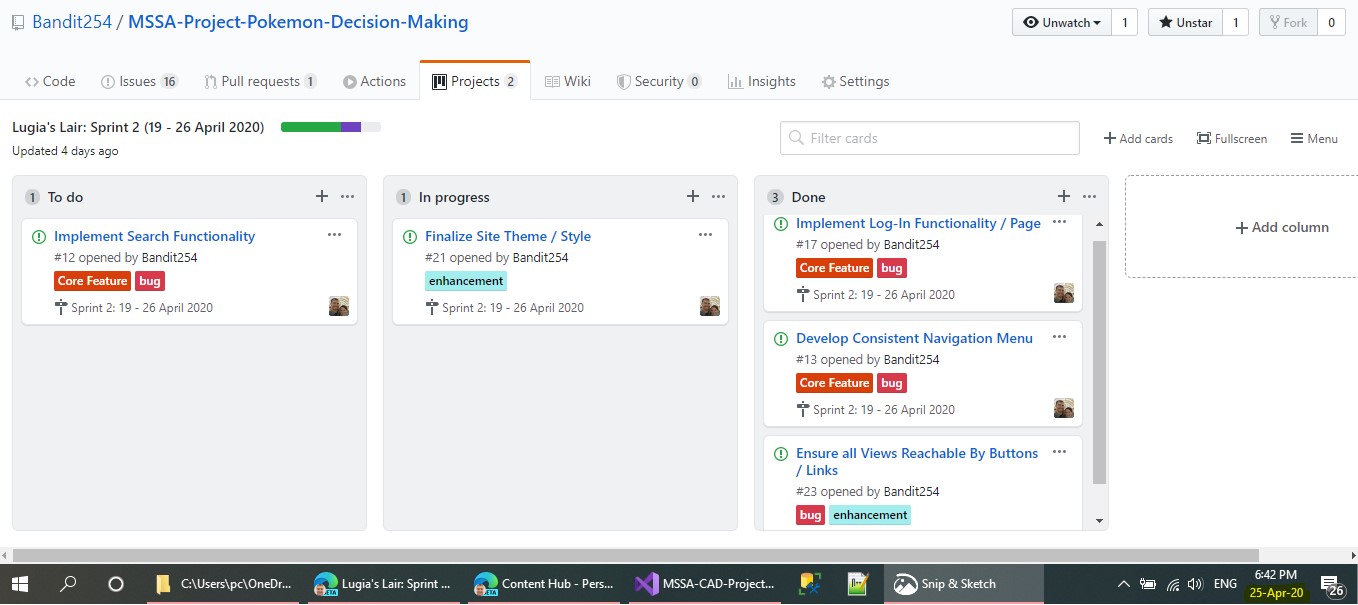 Bandit254 / MSSA-Project-Pokemon-Decision-Making
Unwatch 1 Unstar 1 Fork 0
Code Issues 16 Pull requests 1 Actions Projects 2 Wiki Security 0 Insights Settings
Lugia's Lair: Sprint 2 (19 - 26 April 2020)
Updated 4 days ago
Filter cards
Add cards Fullscreen Menu
1 To do
Implement Search Functionality
#12 opened by Bandit254
Core Feature bug
Sprint 2: 19 - 26 April 2020
1 In progress
Finalize Site Theme / Style
#21 opened by Bandit254
enhancement
Sprint 2: 19 - 26 April 2020
3 Done
Implement Log-In Functionality / Page
#17 opened by Bandit254
Core Feature bug
Sprint 2: 19 - 26 April 2020
Develop Consistent Navigation Menu
#13 opened by Bandit254
Core Feature bug
Sprint 2: 19 - 26 April 2020
Ensure all Views Reachable By Buttons
/ Links
#23 opened by Bandit254
bug enhancement
Add column
C:\Users\pc\OneDr... Lugia's Lair: Sprint ... Content Hub - Pers... MSSA-CAD-Project... Snip & Sketch
BETA BETA
ENG
6:42 PM
25-Apr-20
26